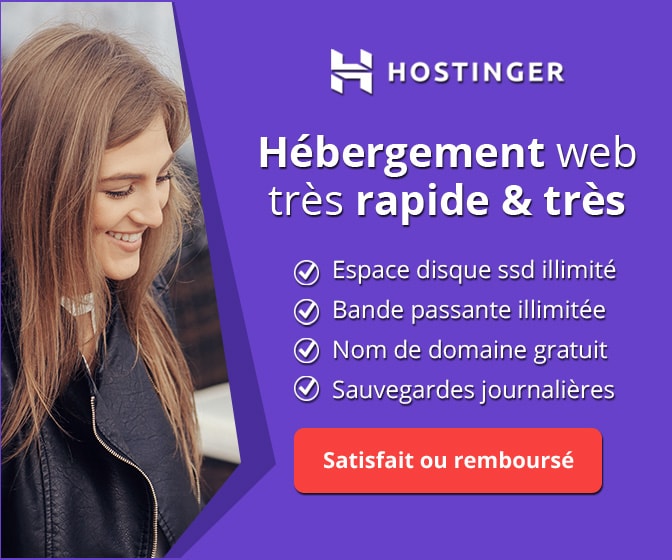 HOSTINGER
Hébergement web
très rapide & très
Espace disque ssd illimité
Bande passante illimitée
Nom de domaine gratuit
Sauvegardes journalières
Satisfait ou remboursé